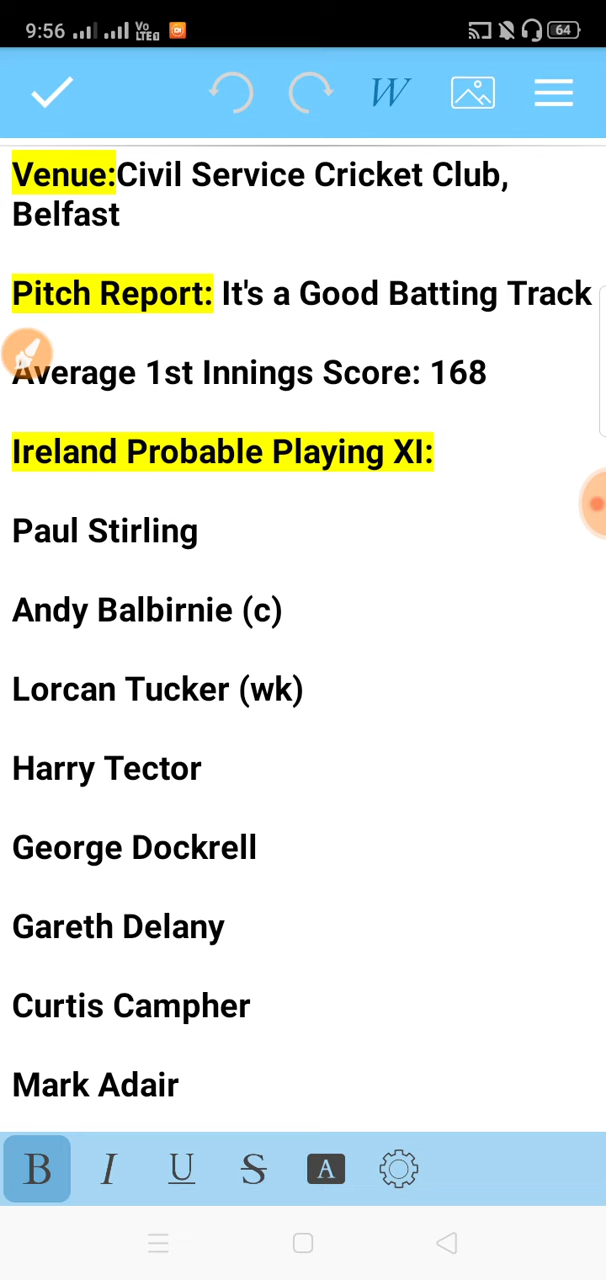 9:56 Vo LTE 64
W
Venue:Civil Service Cricket Club,
Belfast
Pitch Report: It's a Good Batting Track
Average 1st Innings Score: 168
Ireland Probable Playing XI:
Paul Stirling
Andy Balbirnie (c)
Lorcan Tucker (wk)
Harry Tector
George Dockrell
Gareth Delany
Curtis Campher
Mark Adair
B I U S A